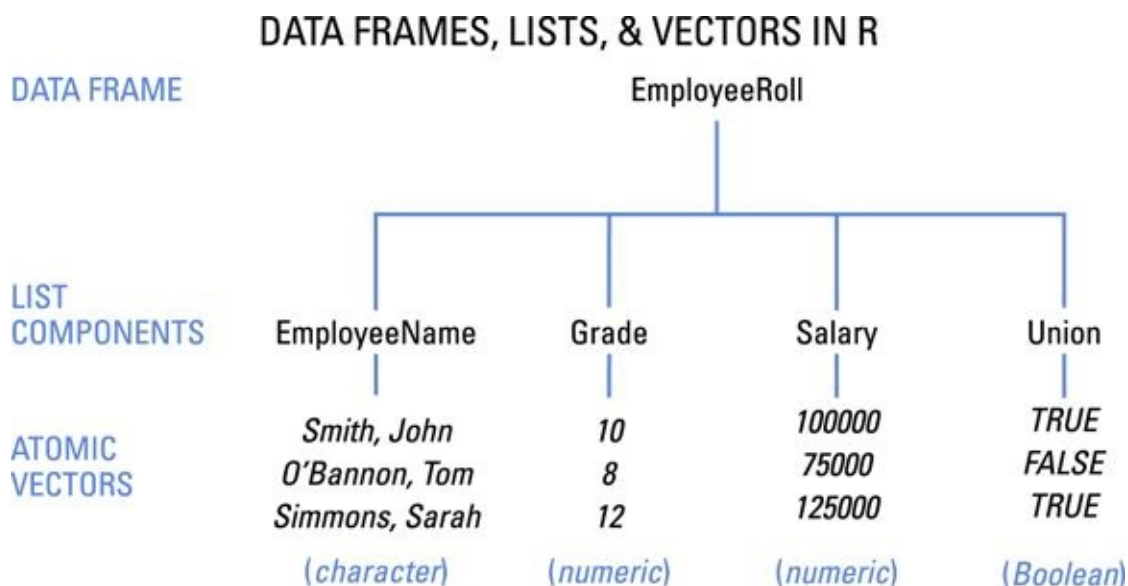 DATA FRAMES, LISTS, & VECTORS IN R
DATA FRAME
EmployeeRoll
LIST
COMPONENTS
EmployeeName Grade Salary Union
ATOMIC
VECTORS
Smith, John 10 100000 TRUE
O'Bannon, Tom 8 75000 FALSE
Simmons, Sarah 12 125000 TRUE
(character) (numeric) (numeric) (Boolean)